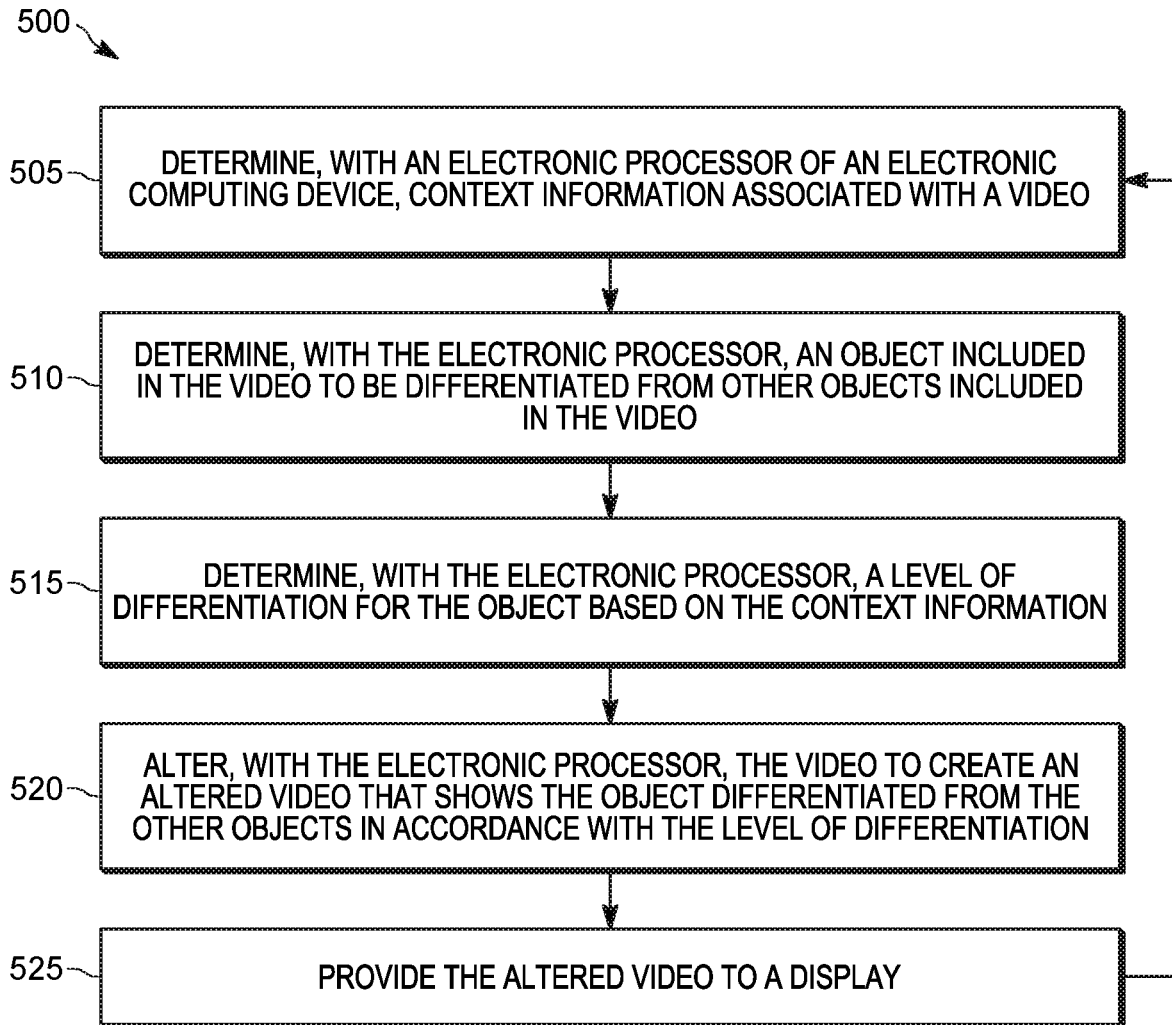 500
505
DETERMINE, WITH AN ELECTRONIC PROCESSOR OF AN ELECTRONIC
COMPUTING DEVICE, CONTEXT INFORMATION ASSOCIATED WITH A VIDEO
510
DETERMINE, WITH THE ELECTRONIC PROCESSOR, AN OBJECT INCLUDED
IN THE VIDEO TO BE DIFFERENTIATED FROM OTHER OBJECTS INCLUDED
IN THE VIDEO
515
DETERMINE, WITH THE ELECTRONIC PROCESSOR, A LEVEL OF
DIFFERENTIATION FOR THE OBJECT BASED ON THE CONTEXT INFORMATION
520
ALTER, WITH THE ELECTRONIC PROCESSOR, THE VIDEO TO CREATE AN
ALTERED VIDEO THAT SHOWS THE OBJECT DIFFERENTIATED FROM THE
OTHER OBJECTS IN ACCORDANCE WITH THE LEVEL OF DIFFERENTIATION
525
PROVIDE THE ALTERED VIDEO TO A DISPLAY